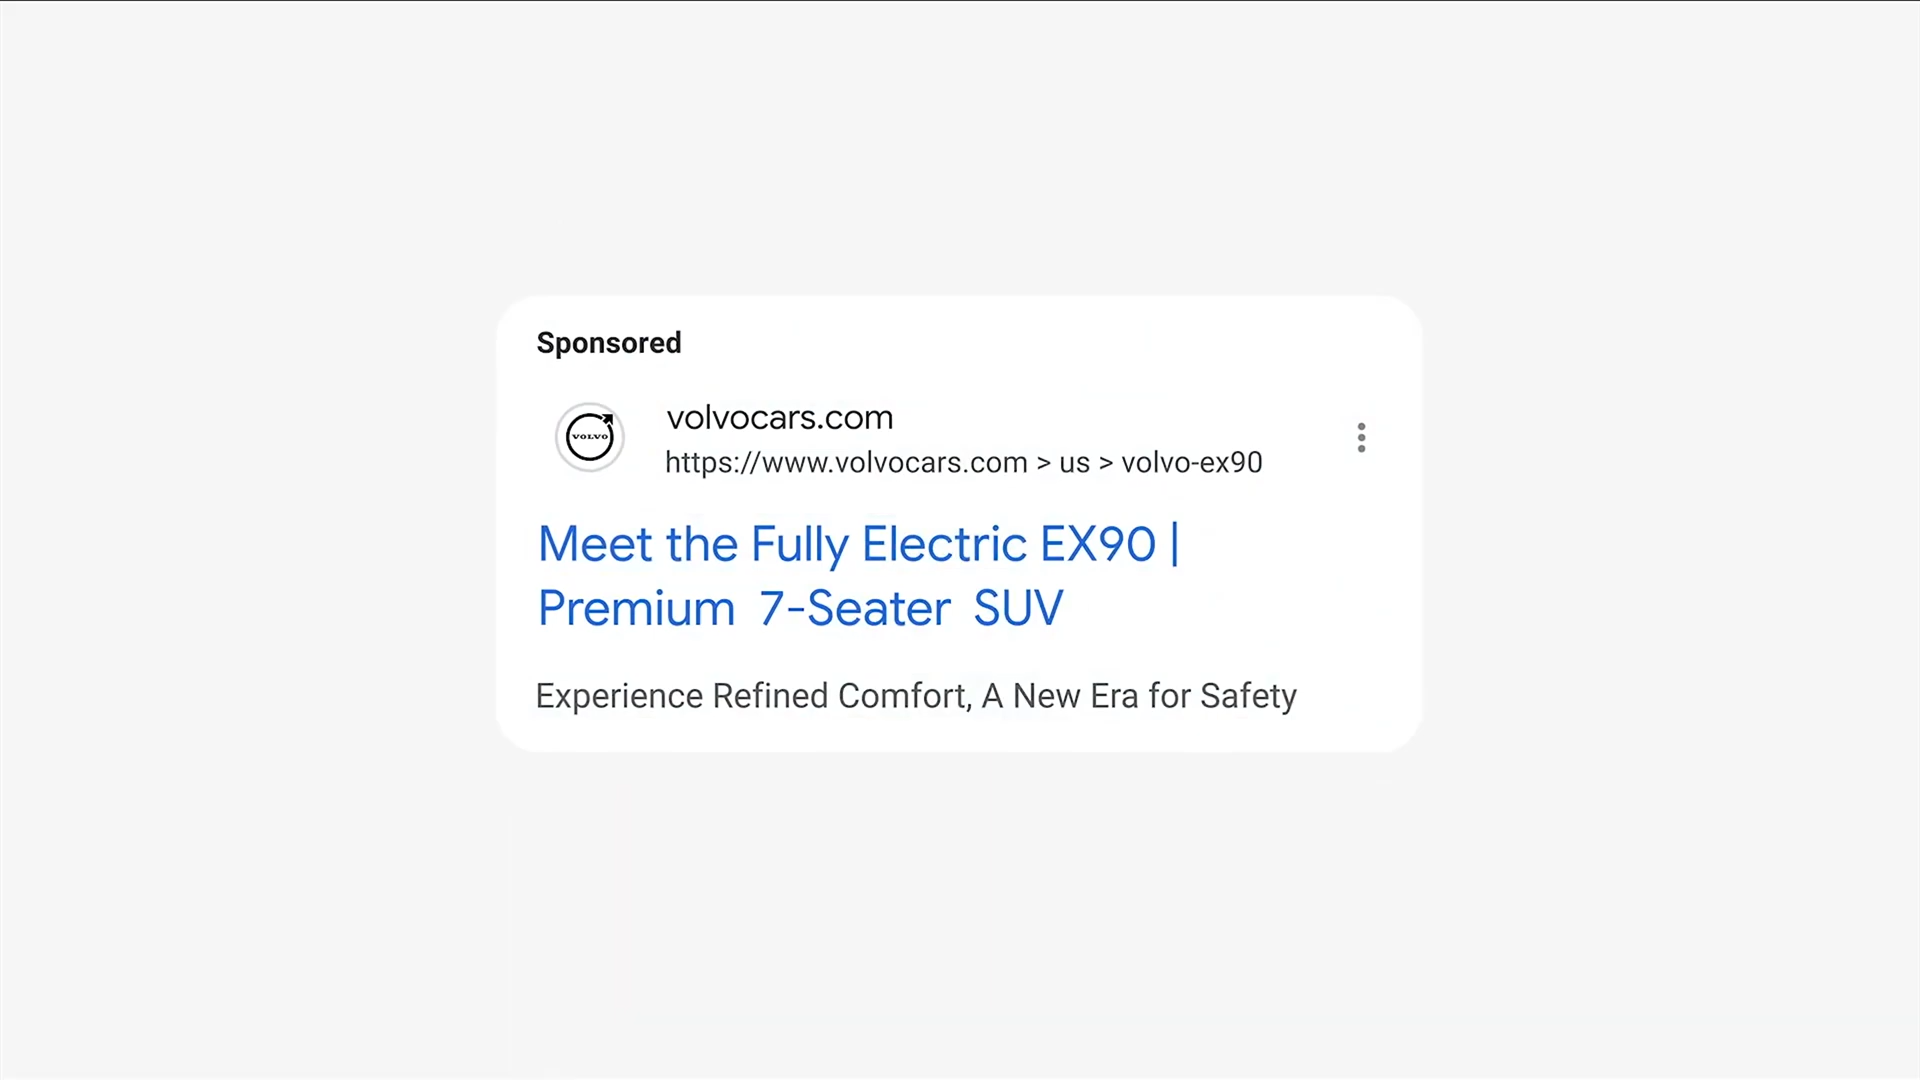 Sponsored
VOLVO
volvocars.com
https://www.volvocars.com > us > volvo-ex90
Meet the Fully Electric EX90 |
Premium 7-Seater SUV
Experience Refined Comfort, A New Era for Safety